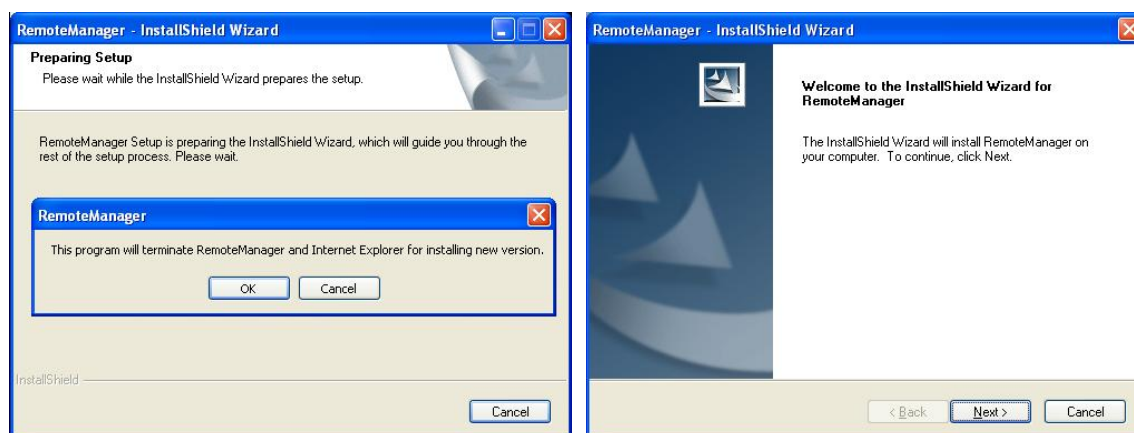 RemoteManager - InstallShield Wizard
Preparing Setup
Please wait while the InstallShield Wizard prepares the setup.
RemoteManager Setup is preparing the InstallShield Wizard, which will guide you through the
rest of the setup process. Please wait.
RemoteManager
This program will terminate RemoteManager and Internet Explorer for installing new version.
OK
Cancel
InstallShield
Cancel
RemoteManager - InstallShield Wizard
Welcome to the InstallShield Wizard for
RemoteManager
The InstallShield Wizard will install RemoteManager on
your computer. To continue, click Next.
< Back
Next >
Cancel